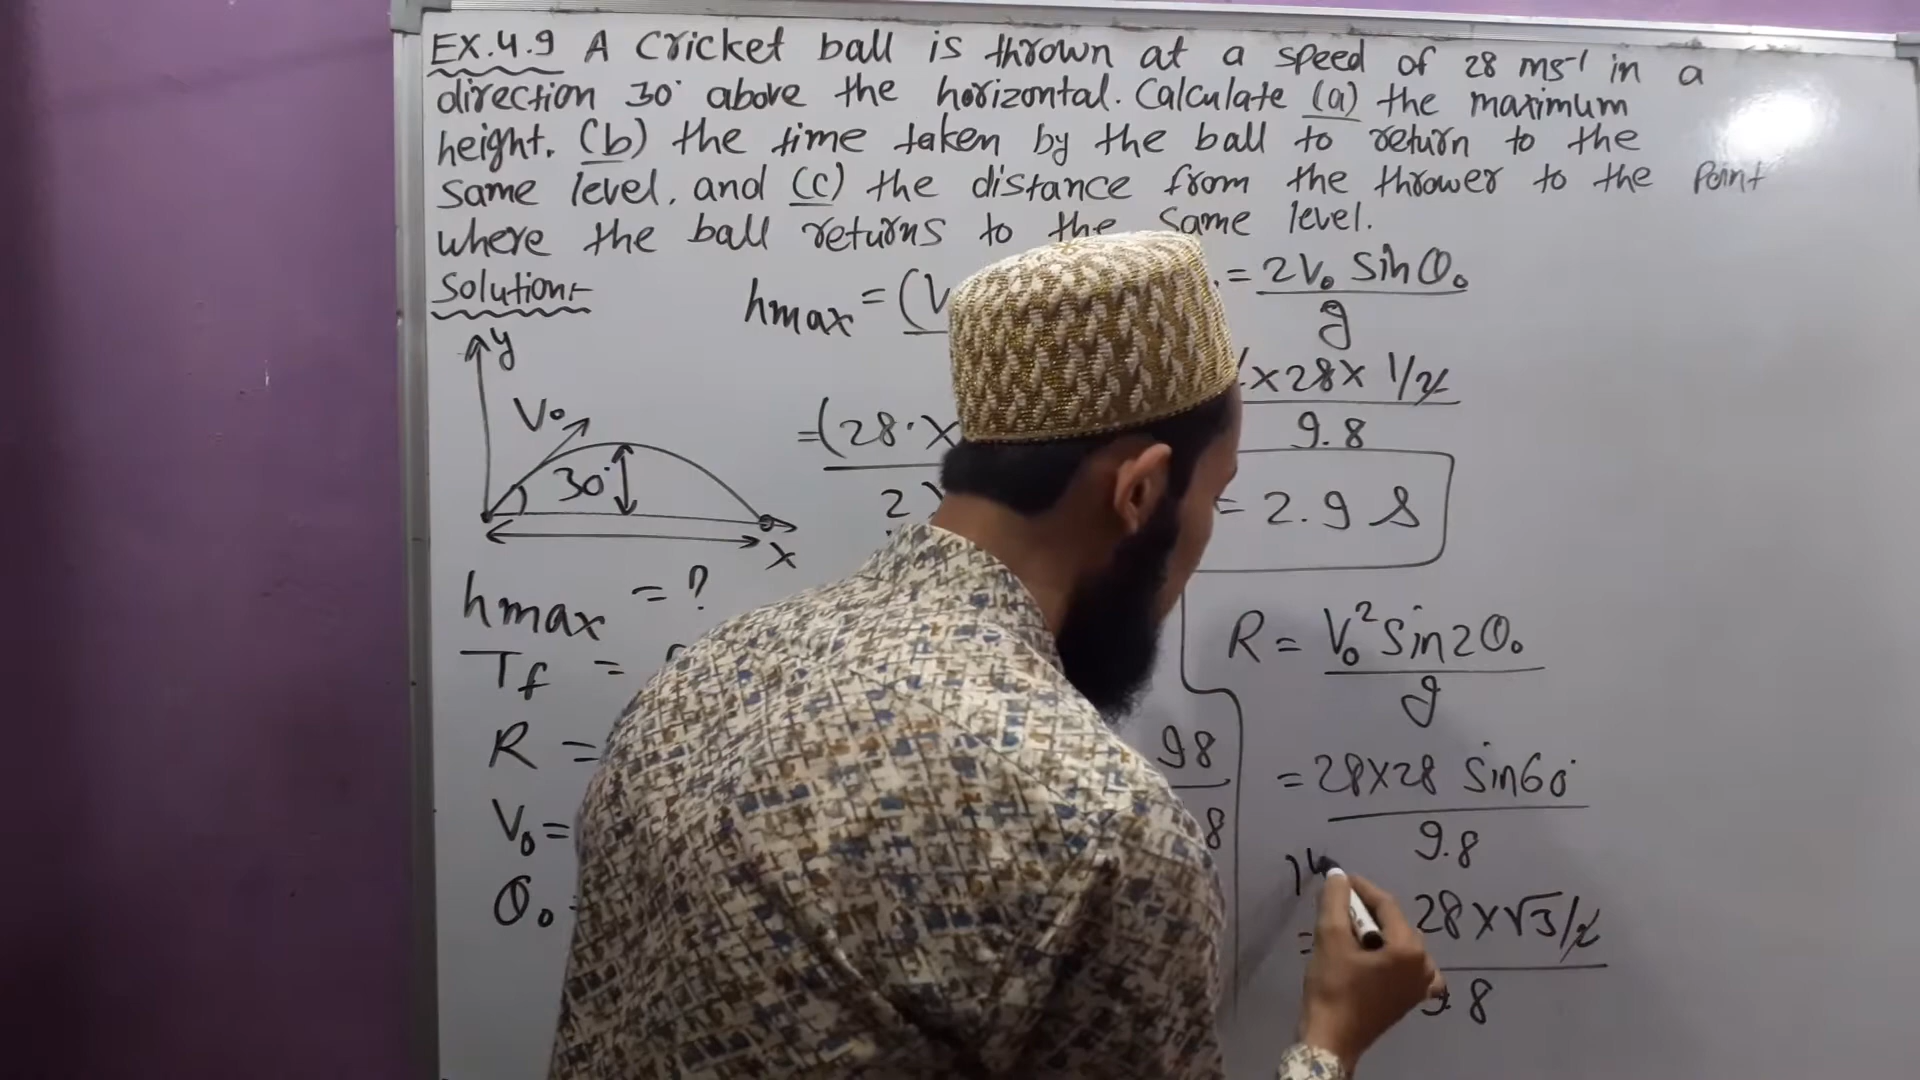 EX.4.9 A Cricket ball is thrown at a speed of 28 ms⁻¹ in a
direction 30° above the horizontal. Calculate (a) the maximum
height. (b) the time taken by the ball to return to the
same level, and (c) the distance from the thrower to the Point
where the ball returns to the same level.
Solution:-
y
V₀
30°
x
hmax = ?
Tf =
R =
V₀ =
θ₀
hmax = (V
= (28 · X
2
98
8
= 2V₀ Sin θ₀
g
X 28 X 1/2
9.8
= 2.9 S
R = V₀² Sin2θ₀
g
= 28X28 Sin60°
9.8
14
= 28X√3/2
9.8